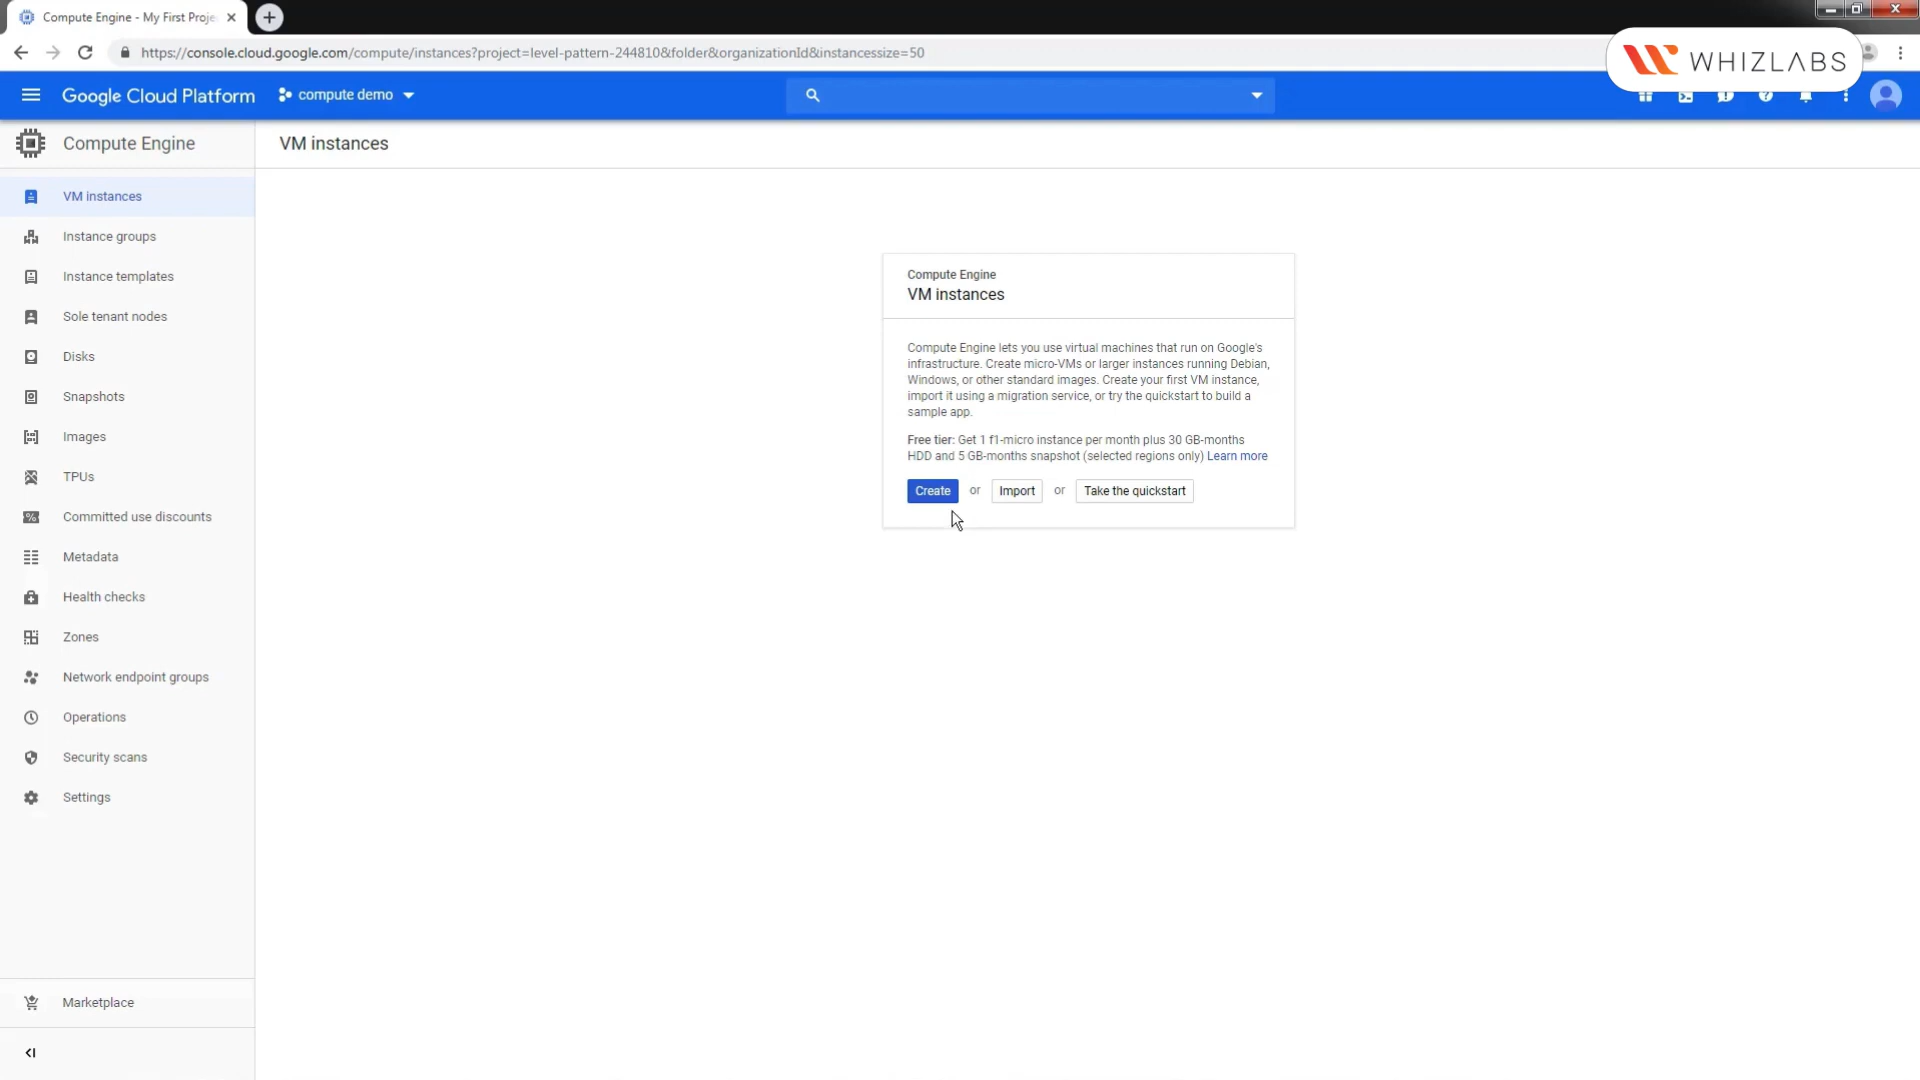 Compute Engine - My First Proje
https://console.cloud.google.com/compute/instances?project=level-pattern-244810&folder&organizationId&instancessize=50
WHIZLABS
Google Cloud Platform
compute demo
Compute Engine
VM instances
VM instances
Instance groups
Instance templates
Sole tenant nodes
Disks
Snapshots
Images
TPUs
Committed use discounts
Metadata
Health checks
Zones
Network endpoint groups
Operations
Security scans
Settings
Marketplace
Compute Engine
VM instances
Compute Engine lets you use virtual machines that run on Google's
infrastructure. Create micro-VMs or larger instances running Debian,
Windows, or other standard images. Create your first VM instance,
import it using a migration service, or try the quickstart to build a
sample app.
Free tier: Get 1 f1-micro instance per month plus 30 GB-months
HDD and 5 GB-months snapshot (selected regions only) Learn more
Create or Import or Take the quickstart